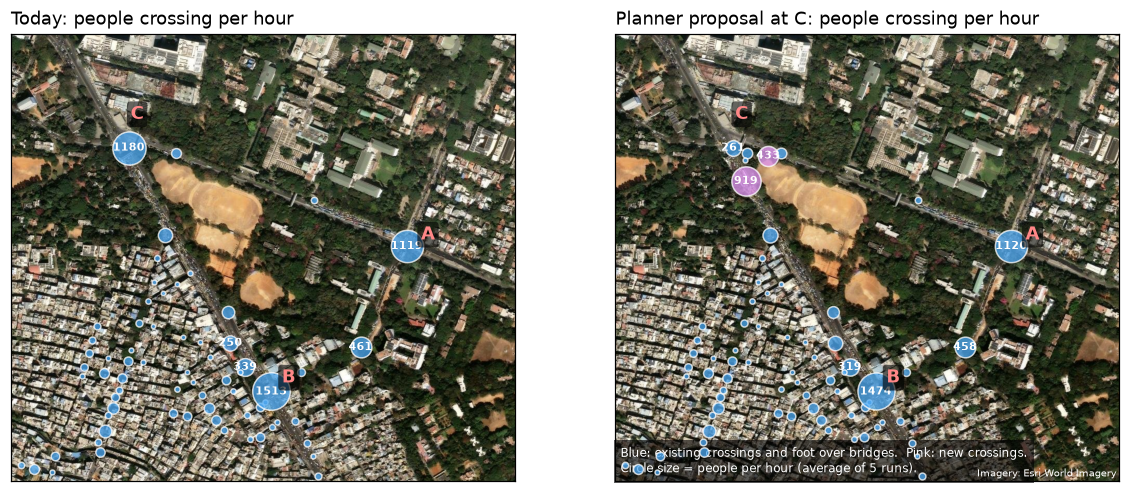 Today: people crossing per hour
Planner proposal at C: people crossing per hour
C
1180
A
1119
461
B
C
433
919
A
1120
458
319
B
1474
Blue: existing crossings and foot over bridges. Pink: new crossings.
Circle size = people per hour (average of 5 runs).
Imagery: Esri World Imagery